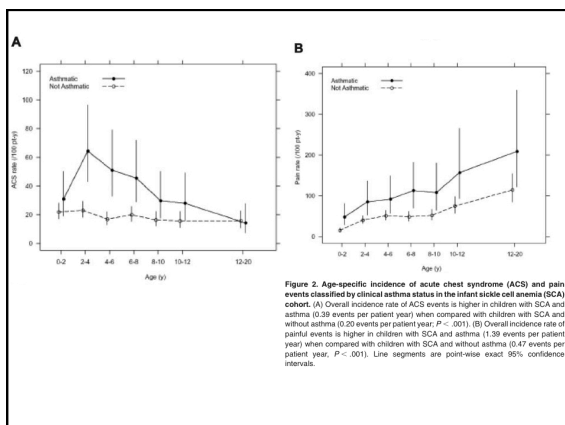 A
Asthmatic
Not Asthmatic
120
100
80
60
40
20
0
ACS rate (/100 pt-y)
0-2 2-4 4-6 6-8 8-10 10-12 12-20
Age (y)
B
Asthmatic
Not Asthmatic
400
300
200
100
0
Pain rate (/100 pt-y)
0-2 2-4 4-6 6-8 8-10 10-12 12-20
Age (y)
Figure 2. Age-specific incidence of acute chest syndrome (ACS) and pain
events classified by clinical asthma status in the infant sickle cell anemia (SCA)
cohort. (A) Overall incidence rate of ACS events is higher in children with SCA and
asthma (0.39 events per patient year) when compared with children with SCA and
without asthma (0.20 events per patient year; P < .001). (B) Overall incidence rate of
painful events is higher in children with SCA and asthma (1.39 events per patient
year) when compared with children with SCA and without asthma (0.47 events per
patient year, P < .001). Line segments are point-wise exact 95% confidence
intervals.